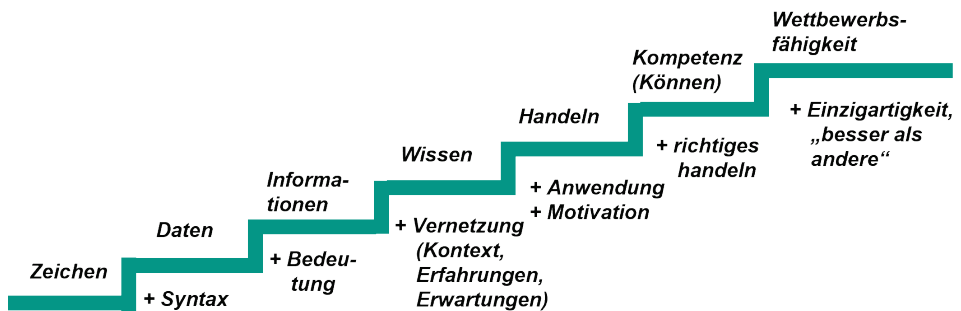 Zeichen
+ Syntax
Daten
+ Bedeu-
tung
Informa-
tionen
+ Vernetzung
(Kontext,
Erfahrungen,
Erwartungen)
Wissen
+ Anwendung
+ Motivation
Handeln
+ richtiges
handeln
Kompetenz
(Können)
+ Einzigartigkeit,
„besser als
andere“
Wettbewerbs-
fähigkeit